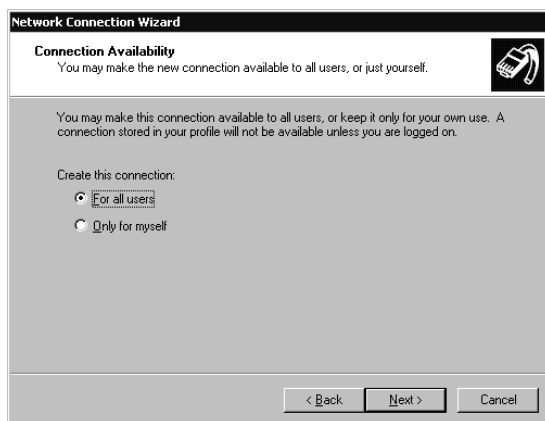 Network Connection Wizard
Connection Availability
You may make the new connection available to all users, or just yourself.
You may make this connection available to all users, or keep it only for your own use. A
connection stored in your profile will not be available unless you are logged on.
Create this connection:
For all users
Only for myself
< Back Next > Cancel